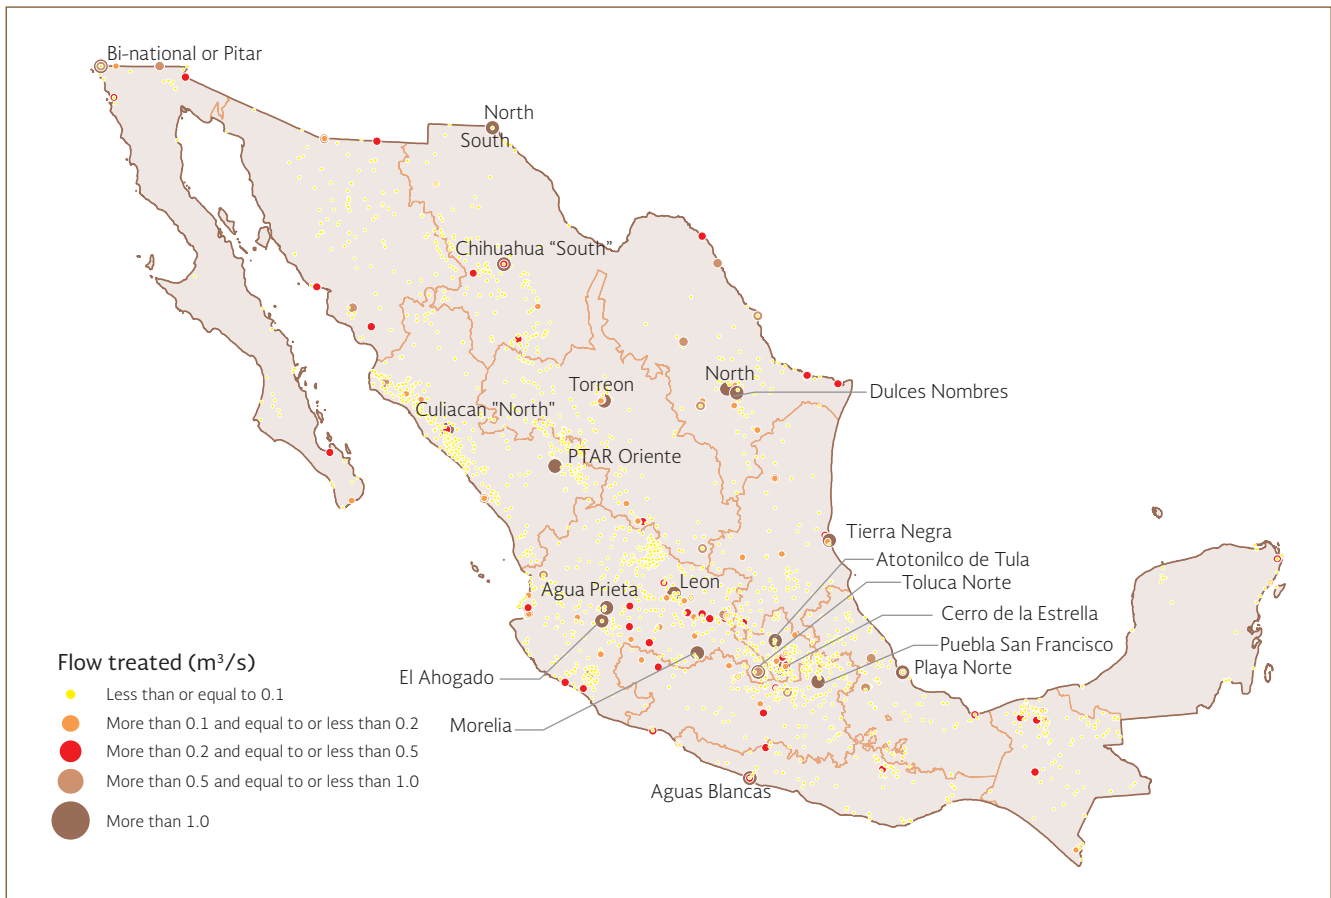 Bi-national or Pitar
North
South
Chihuahua “South”
Torreon
North
Dulces Nombres
Culiacan "North"
PTAR Oriente
Tierra Negra
Atotonilco de Tula
Toluca Norte
Agua Prieta
Leon
Cerro de la Estrella
Puebla San Francisco
Playa Norte
El Ahogado
Morelia
Aguas Blancas
Flow treated (m³/s)
Less than or equal to 0.1
More than 0.1 and equal to or less than 0.2
More than 0.2 and equal to or less than 0.5
More than 0.5 and equal to or less than 1.0
More than 1.0